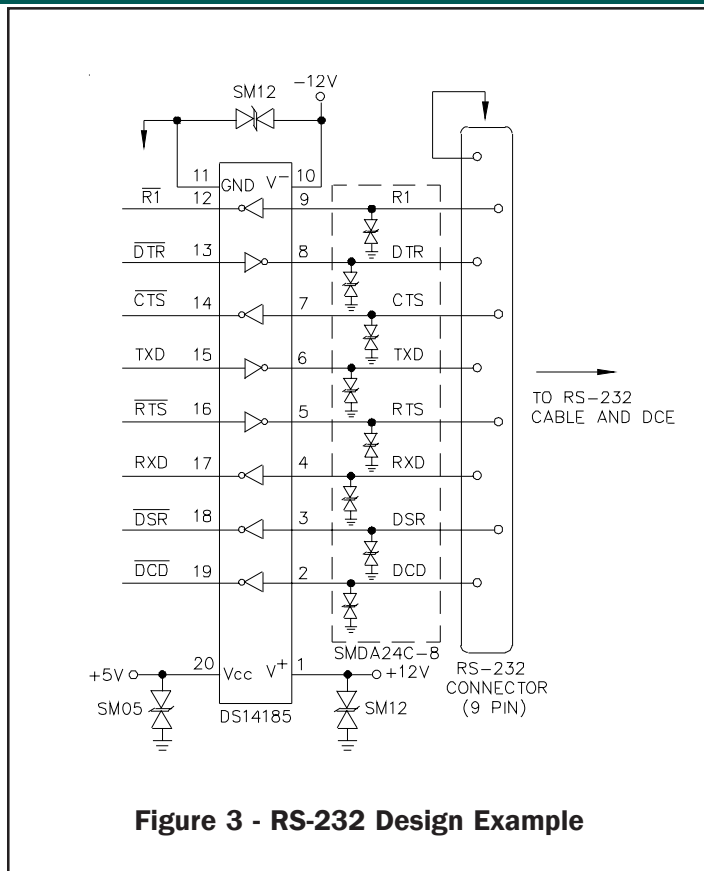 SM12 −12V
11 GND V− 10
R1 12 9 R1
DTR 13 8 DTR
CTS 14 7 CTS
TXD 15 6 TXD
RTS 16 5 RTS
RXD 17 4 RXD
DSR 18 3 DSR
DCD 19 2 DCD
TO RS−232
CABLE AND DCE
SMDA24C−8
+5V 20 Vcc V+ 1 +12V
SM05 DS14185 SM12
RS−232
CONNECTOR
(9 PIN)
Figure 3 - RS-232 Design Example